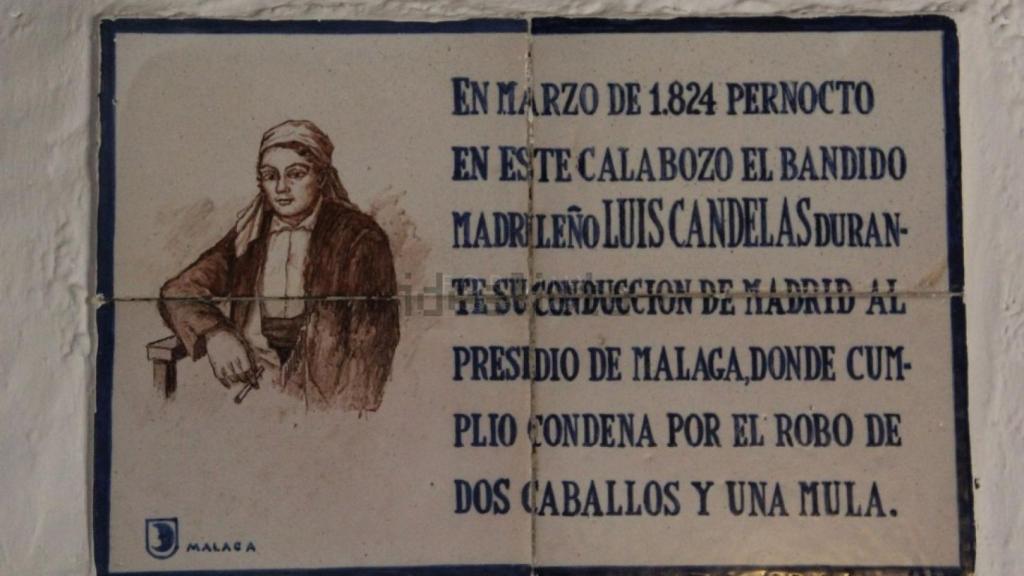 EN MARZO DE 1.824 PERNOCTO
EN ESTE CALABOZO EL BANDIDO
MADRILEÑO LUIS CANDELAS DURAN-
TE SU CONDUCCION DE MADRID AL
PRESIDIO DE MALAGA, DONDE CUM-
PLIO CONDENA POR EL ROBO DE
DOS CABALLOS Y UNA MULA.
MALAGA